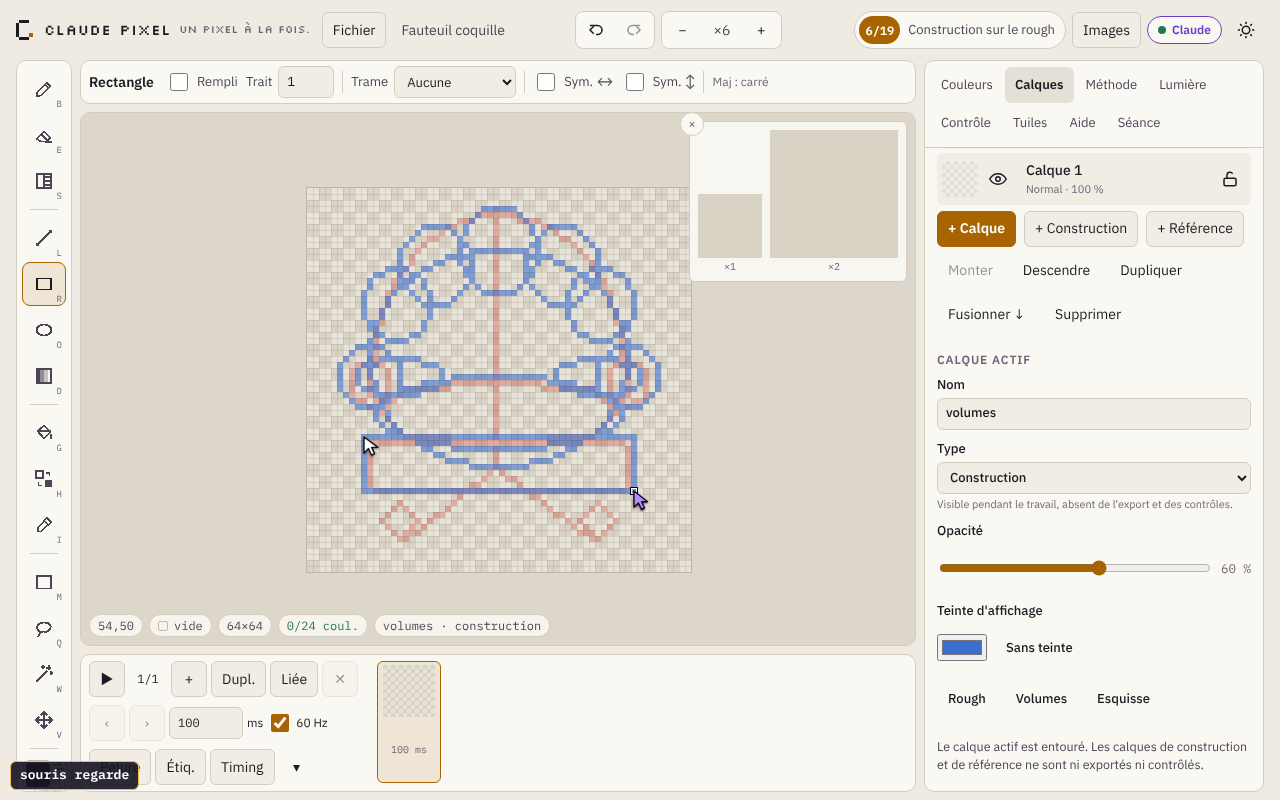 CLAUDE PIXEL UN PIXEL À LA FOIS. Fichier Fauteuil coquille − ×6 + 6/19 Construction sur le rough Images Claude
Rectangle Rempli Trait 1 Trame Aucune Sym. ↔ Sym. ↕ Maj : carré
B
E
S
L
R
O
D
G
H
I
M
Q
W
V
×
×1 ×2
54,50 vide 64×64 0/24 coul. volumes · construction
1/1 + Dupl. Liée ×
‹ › 100 ms 60 Hz
100 ms
Étiq. Timing ▼
souris regarde
Couleurs Calques Méthode Lumière
Contrôle Tuiles Aide Séance
Calque 1
Normal · 100 %
+ Calque + Construction + Référence
Monter Descendre Dupliquer
Fusionner ↓ Supprimer
CALQUE ACTIF
Nom
volumes
Type
Construction
Visible pendant le travail, absent de l'export et des contrôles.
Opacité
60 %
Teinte d'affichage
Sans teinte
Rough Volumes Esquisse
Le calque actif est entouré. Les calques de construction
et de référence ne sont ni exportés ni contrôlés.